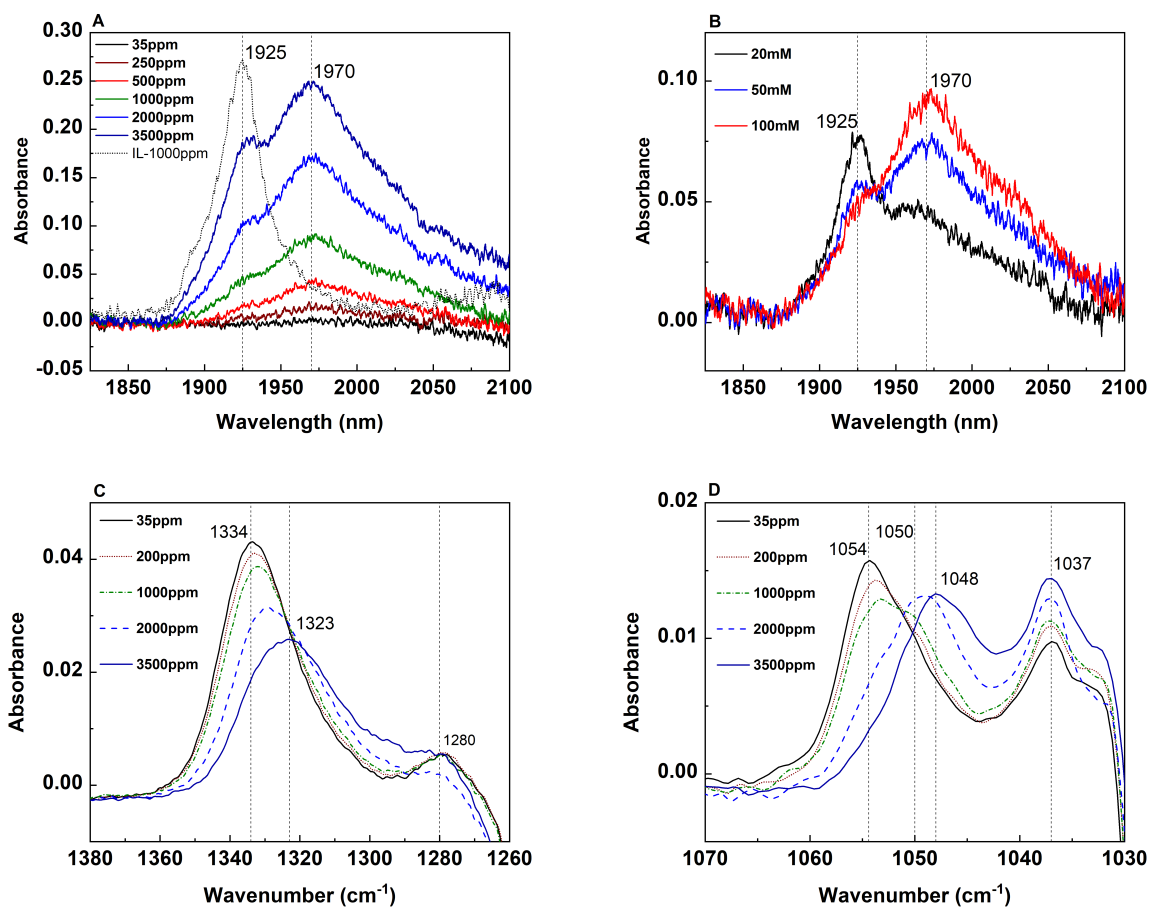 A
0.30
0.25
0.20
0.15
0.10
0.05
0.00
-0.05
Absorbance
35ppm
250ppm
500ppm
1000ppm
2000ppm
3500ppm
IL-1000ppm
1925
1970
1850 1900 1950 2000 2050 2100
Wavelength (nm)
B
0.10
0.05
0.00
Absorbance
20mM
50mM
100mM
1925
1970
1850 1900 1950 2000 2050 2100
Wavelength (nm)
C
0.04
0.02
0.00
Absorbance
35ppm
200ppm
1000ppm
2000ppm
3500ppm
1334
1323
1280
1380 1360 1340 1320 1300 1280 1260
Wavenumber (cm⁻¹)
D
0.02
0.01
0.00
Absorbance
35ppm
200ppm
1000ppm
2000ppm
3500ppm
1054
1050
1048
1037
1070 1060 1050 1040 1030
Wavenumber (cm⁻¹)